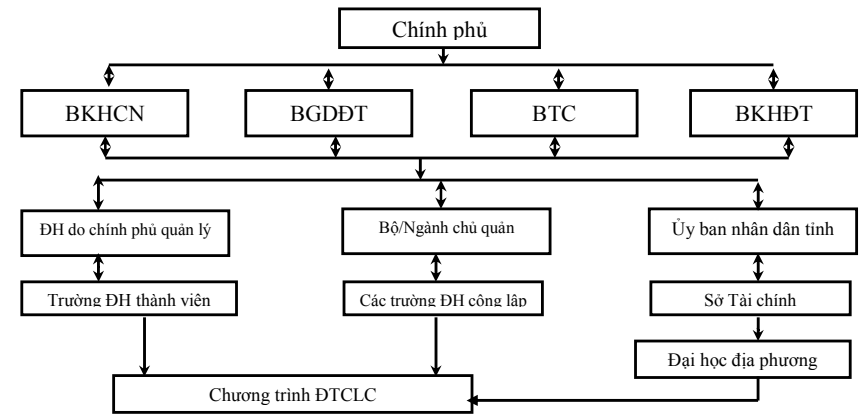 Chính phủ
BKHCN
BGDĐT
BTC
BKHĐT
ĐH do chính phủ quản lý
Bộ/Ngành chủ quản
Ủy ban nhân dân tỉnh
Trường ĐH thành viên
Các trường ĐH công lập
Sở Tài chính
Đại học địa phương
Chương trình ĐTCLC